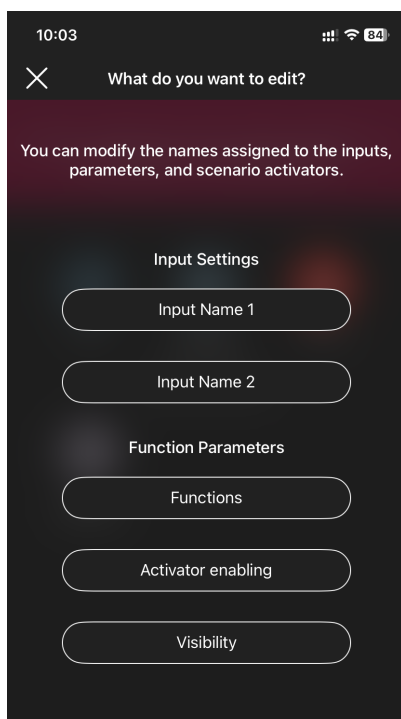 10:03
84
What do you want to edit?
You can modify the names assigned to the inputs,
parameters, and scenario activators.
Input Settings
Input Name 1
Input Name 2
Function Parameters
Functions
Activator enabling
Visibility